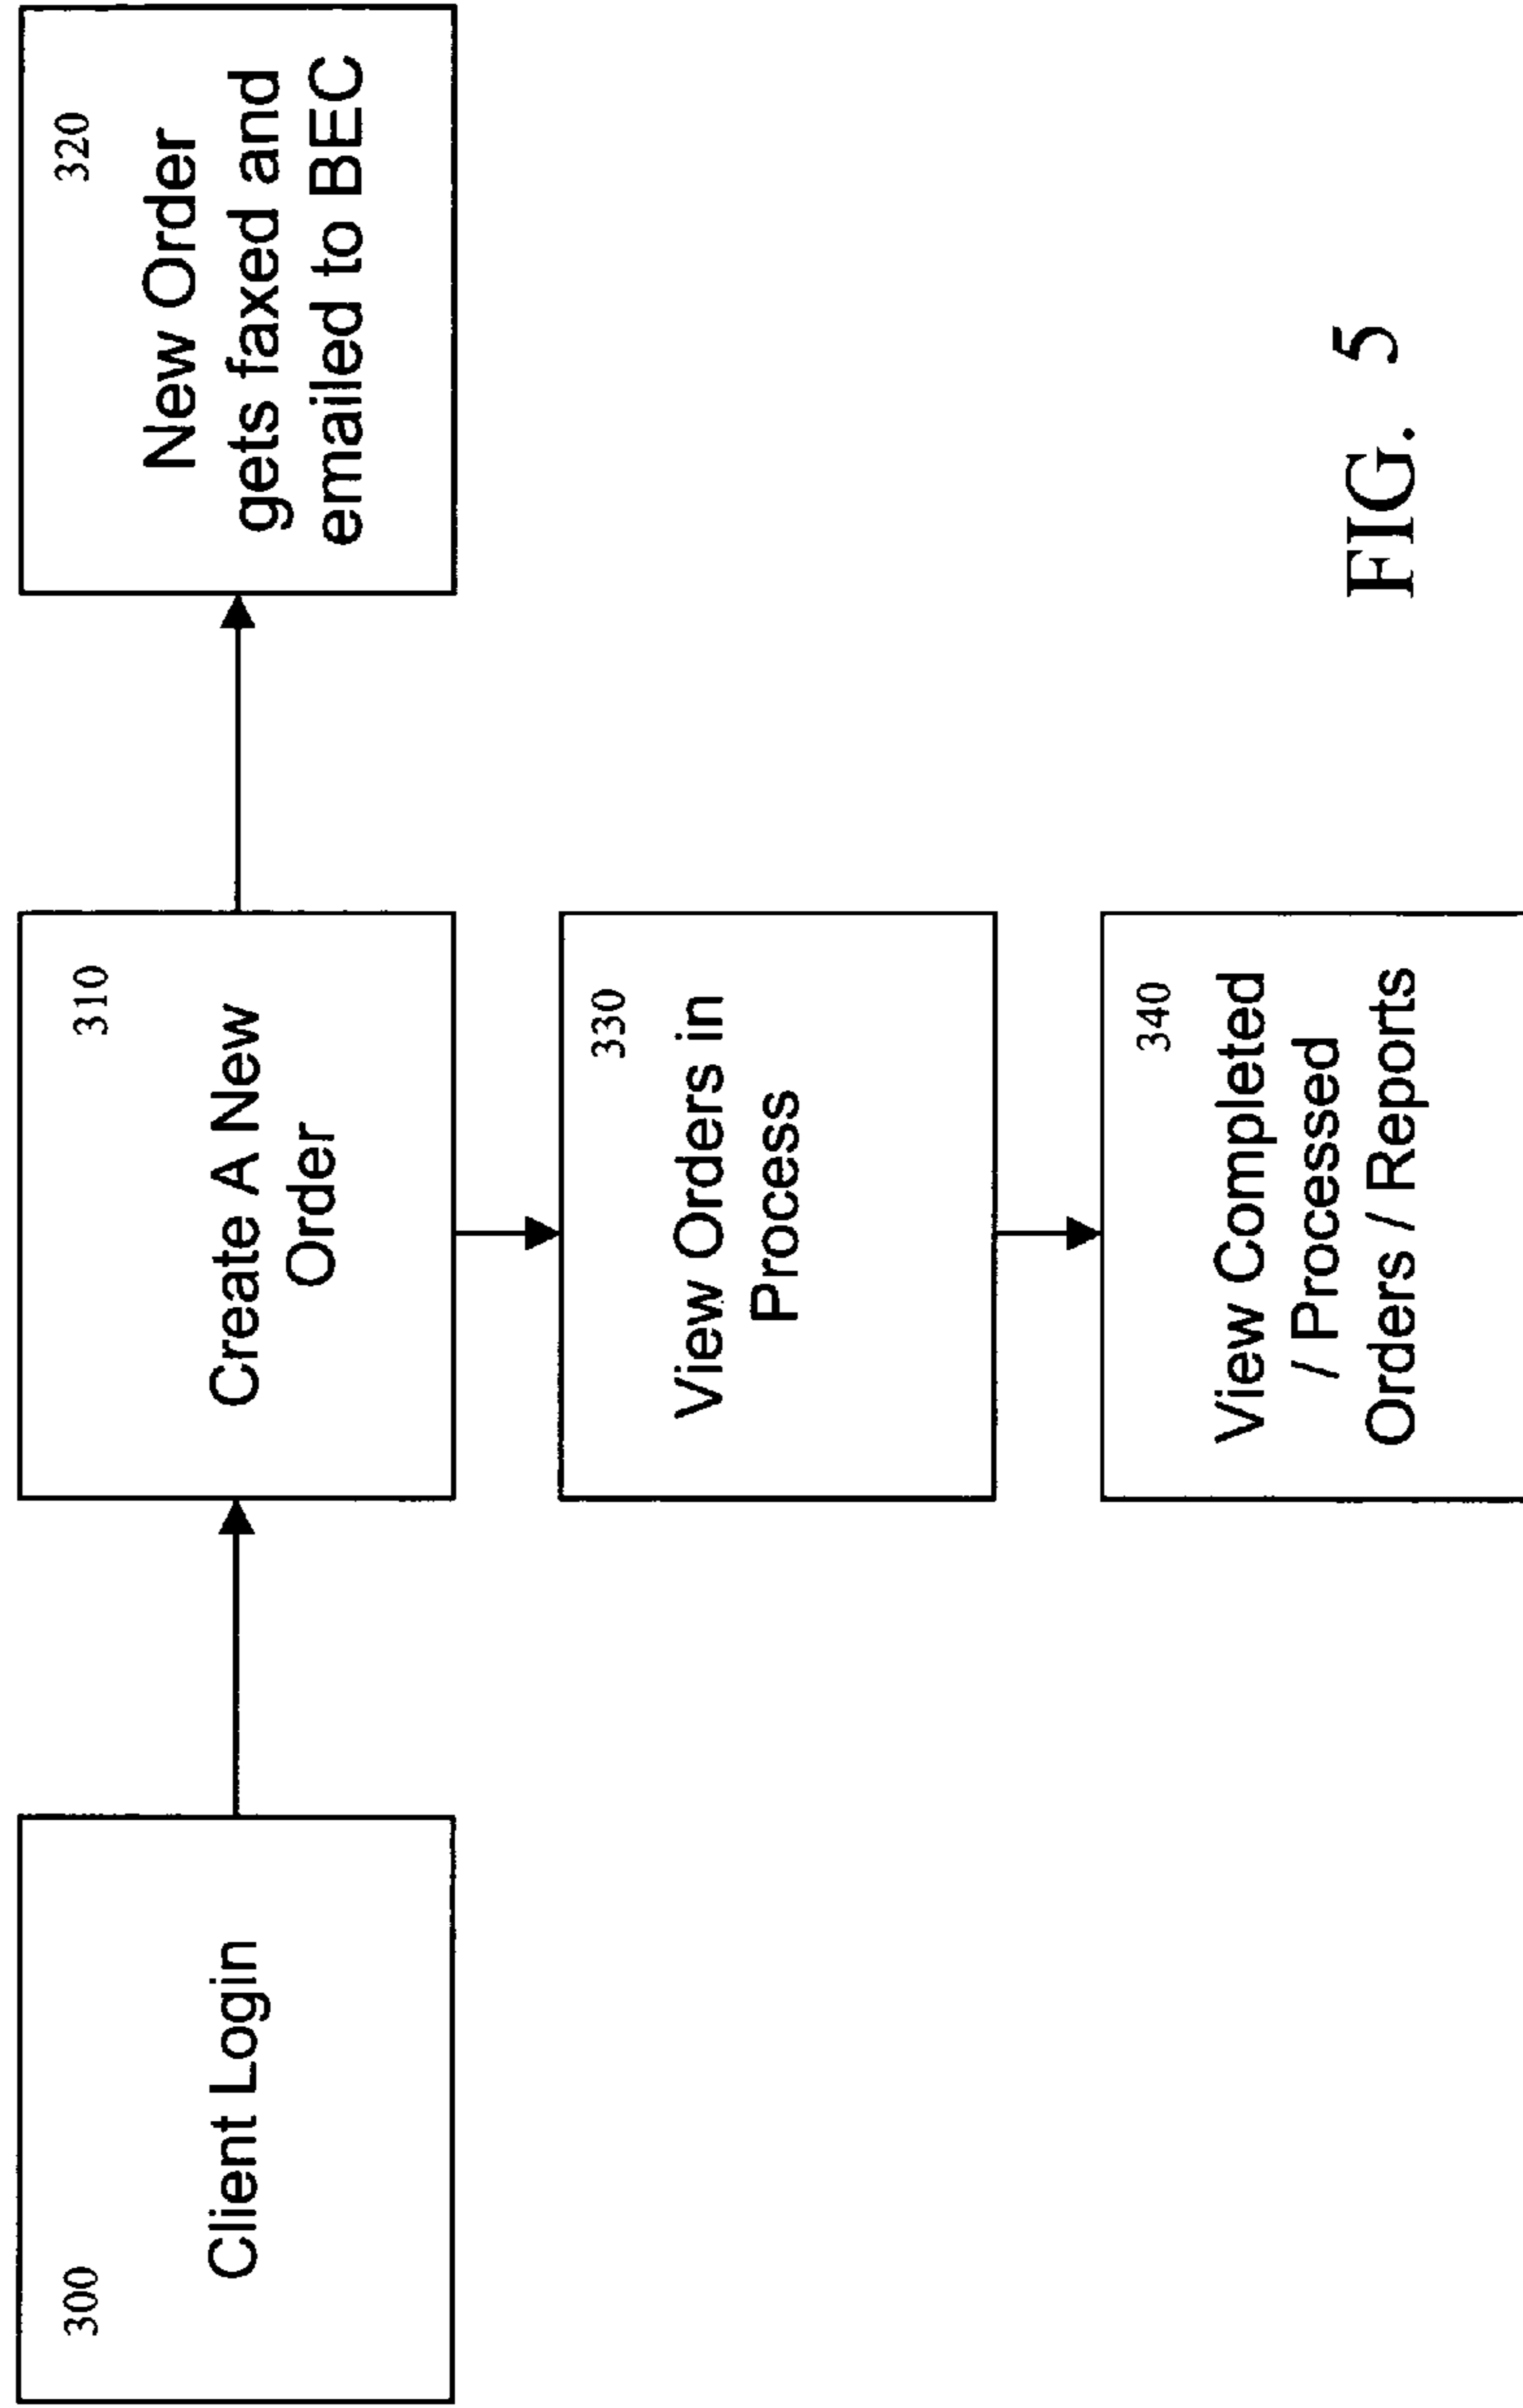 300
Client Login
310
Create A New
Order
320
New Order
gets faxed and
emailed to BEC
330
View Orders in
Process
340
View Completed
/ Processed
Orders / Reports
FIG. 5